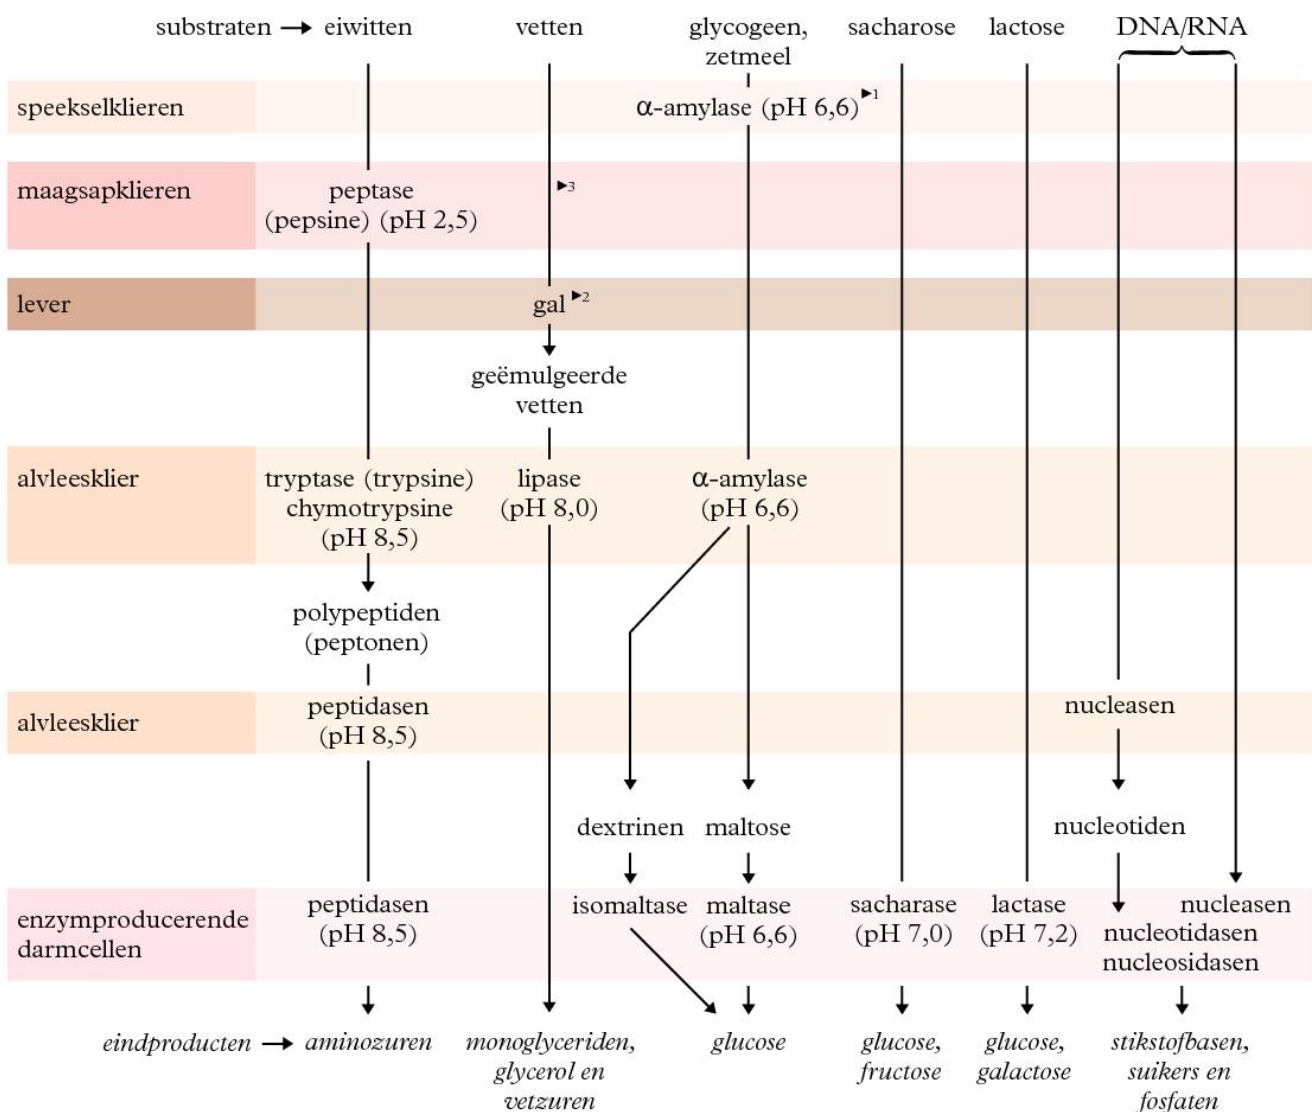 substraten → eiwitten vetten glycogeen, sacharose lactose DNA/RNA
zetmeel
speekselklieren α-amylase (pH 6,6)►1
maagsapklieren peptase ►3
(pepsine) (pH 2,5)
lever gal►2
geëmulgeerde
vetten
alvleesklier tryptase (trypsine) lipase α-amylase
chymotrypsine (pH 8,0) (pH 6,6)
(pH 8,5)
polypeptiden
(peptonen)
alvleesklier peptidasen nucleasen
(pH 8,5)
dextrinen maltose nucleotiden
enzymproducerende peptidasen isomaltase maltase sacharase lactase nucleasen
darmcellen (pH 8,5) (pH 6,6) (pH 7,0) (pH 7,2) nucleotidasen
nucleosidasen
eindproducten → aminozuren monoglyceriden, glucose glucose, glucose, stikstofbasen,
glycerol en fructose galactose suikers en
vetzuren fosfaten